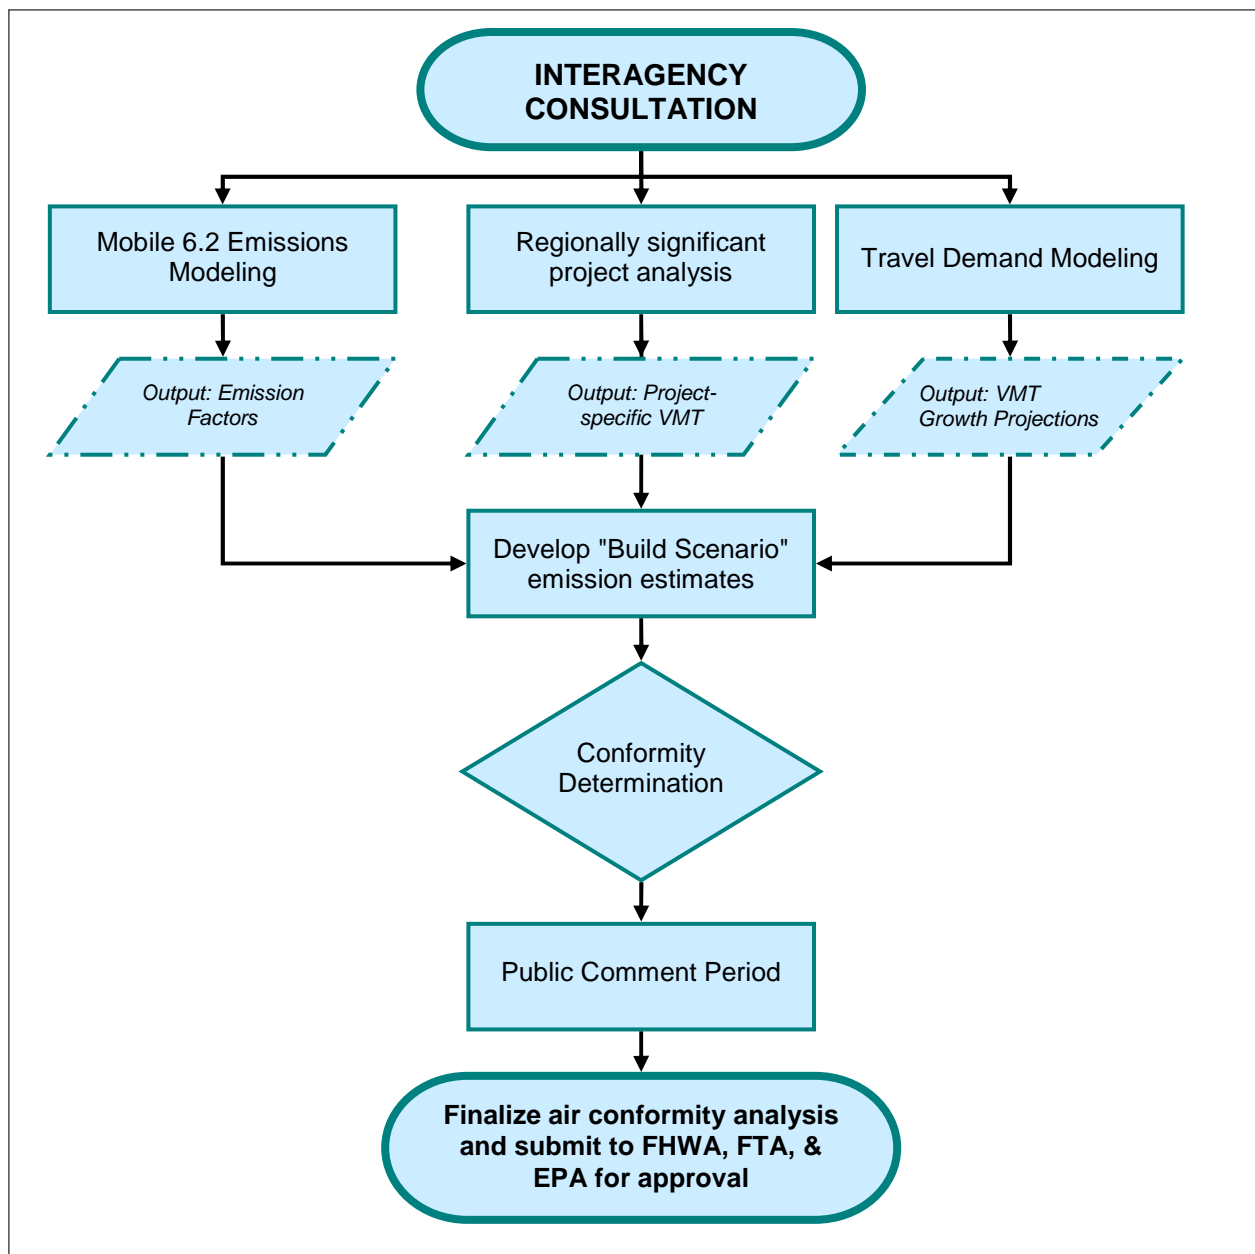 INTERAGENCY
CONSULTATION
Mobile 6.2 Emissions
Modeling
Regionally significant
project analysis
Travel Demand Modeling
Output: Emission
Factors
Output: Project-
specific VMT
Output: VMT
Growth Projections
Develop "Build Scenario"
emission estimates
Conformity
Determination
Public Comment Period
Finalize air conformity analysis
and submit to FHWA, FTA, &
EPA for approval